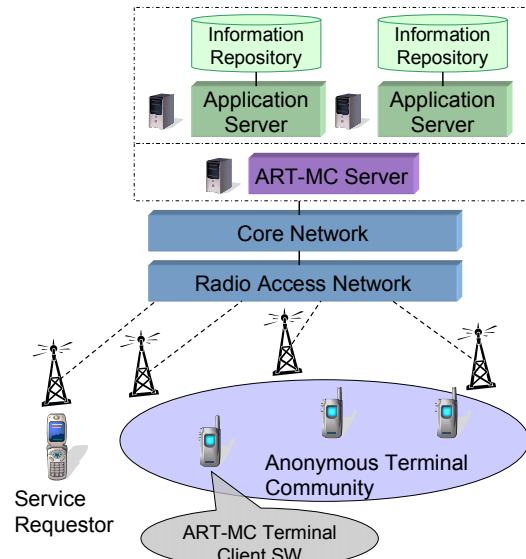 Information
Repository
Information
Repository
Application
Server
Application
Server
ART-MC Server
Core Network
Radio Access Network
Anonymous Terminal
Community
Service
Requestor
ART-MC Terminal
Client SW